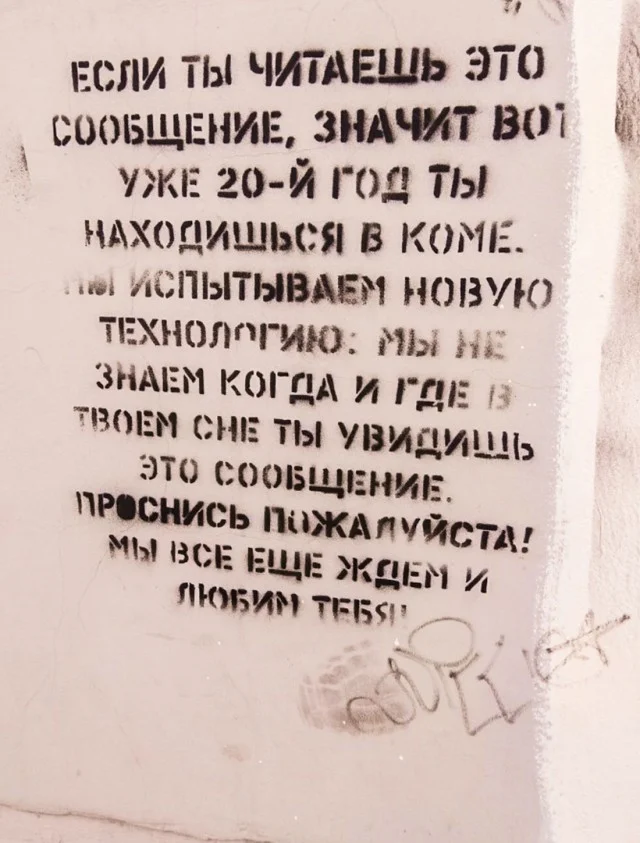 ЕСЛИ ТЫ ЧИТАЕШЬ ЭТО
СООБЩЕНИЕ, ЗНАЧИТ ВОТ
УЖЕ 20-Й ГОД ТЫ
НАХОДИШЬСЯ В КОМЕ.
МЫ ИСПЫТЫВАЕМ НОВУЮ
ТЕХНОЛОГИЮ: МЫ НЕ
ЗНАЕМ КОГДА И ГДЕ В
ТВОЕМ СНЕ ТЫ УВИДИШЬ
ЭТО СООБЩЕНИЕ.
ПРОСНИСЬ ПОЖАЛУЙСТА!
МЫ ВСЕ ЕЩЕ ЖДЕМ И
ЛЮБИМ ТЕБЯ!